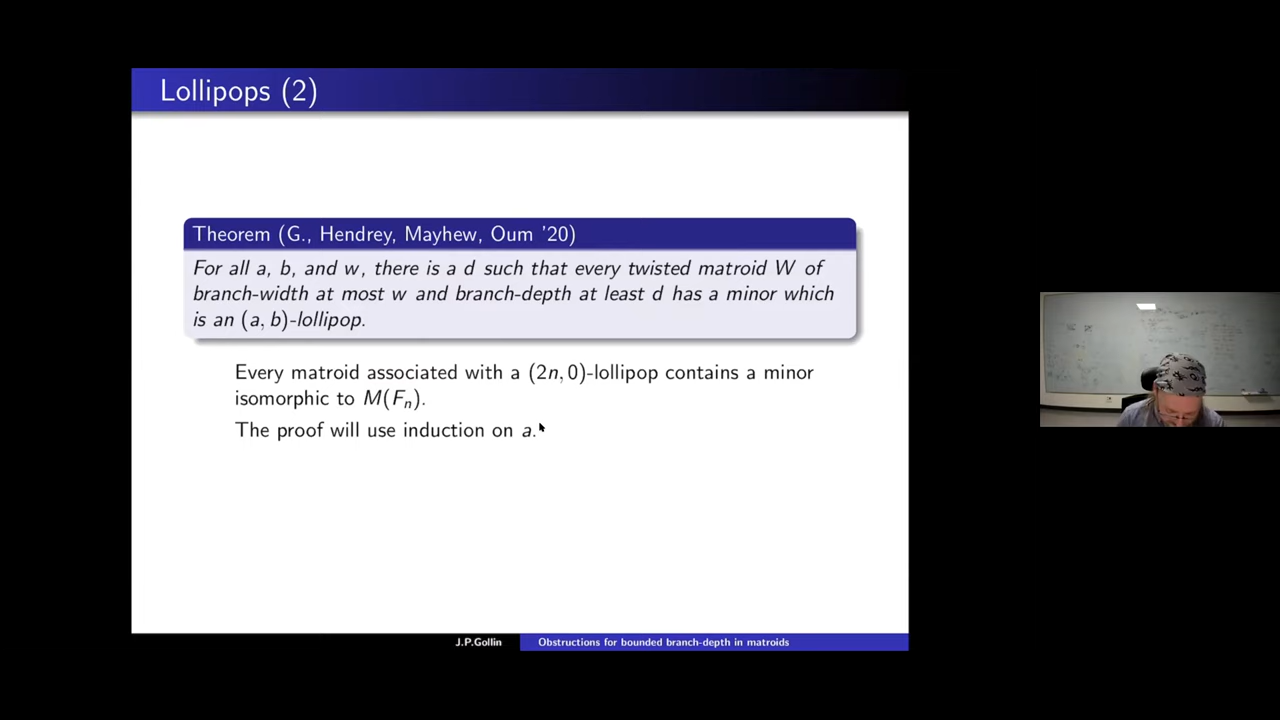 Lollipops (2)
Theorem (G., Hendrey, Mayhew, Oum '20)
For all a, b, and w, there is a d such that every twisted matroid W of
branch-width at most w and branch-depth at least d has a minor which
is an (a, b)-lollipop.
Every matroid associated with a (2n, 0)-lollipop contains a minor
isomorphic to M(Fₙ).
The proof will use induction on a.
J.P.Gollin
Obstructions for bounded branch-depth in matroids